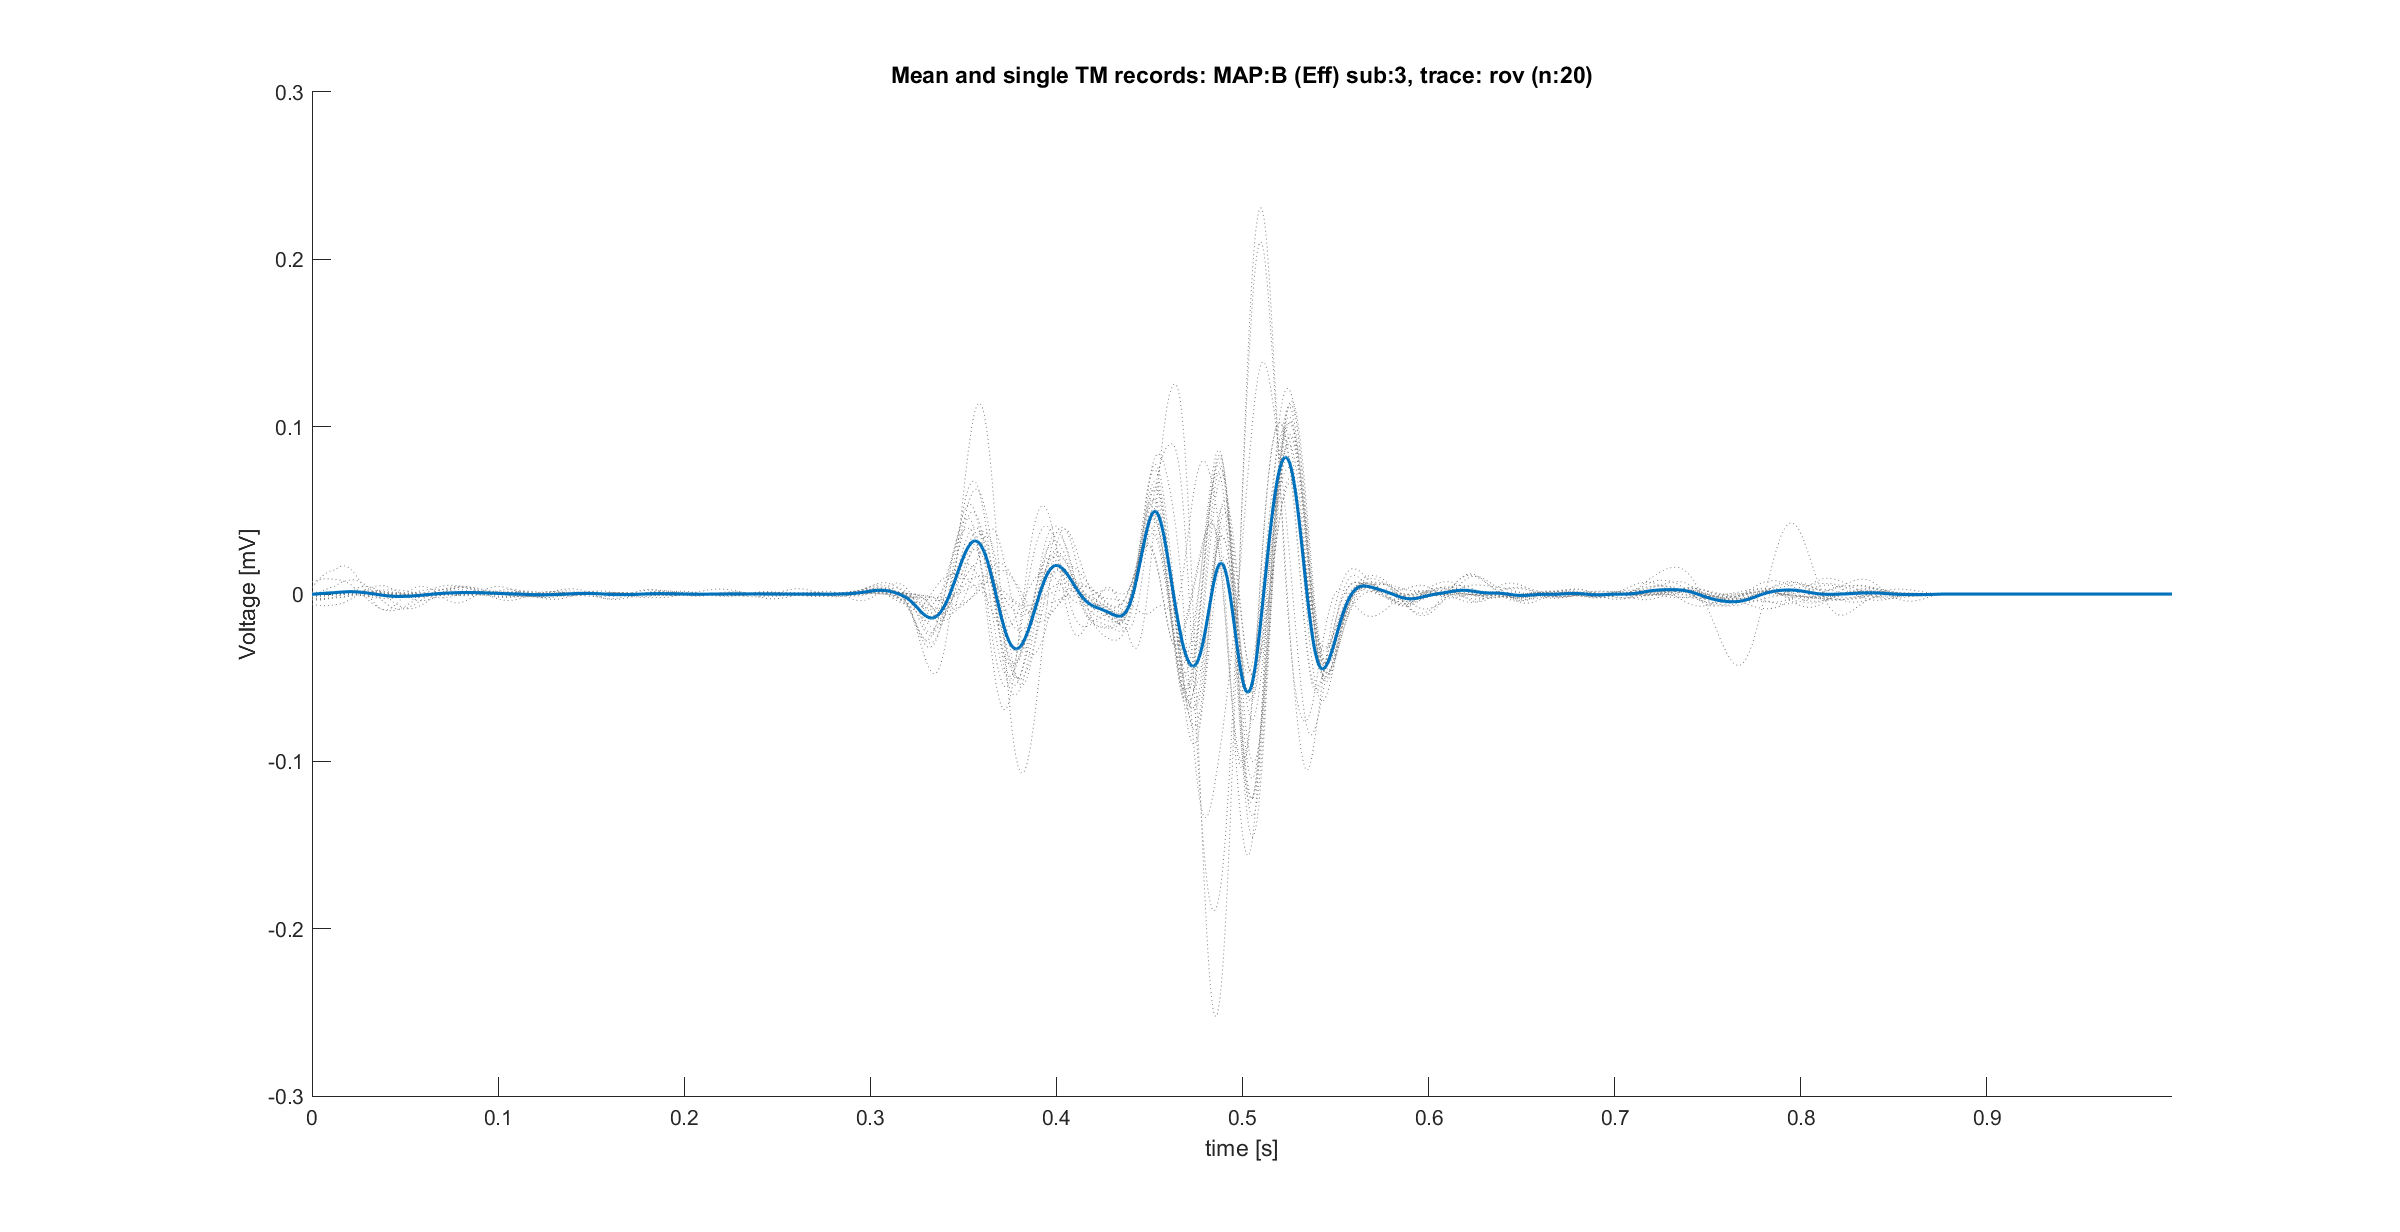 Mean and single TM records: MAP:B (Eff) sub:3, trace: rov (n:20)
0.3
0.2
0.1
0
-0.1
-0.2
-0.3
Voltage [mV]
0 0.1 0.2 0.3 0.4 0.5 0.6 0.7 0.8 0.9
time [s]